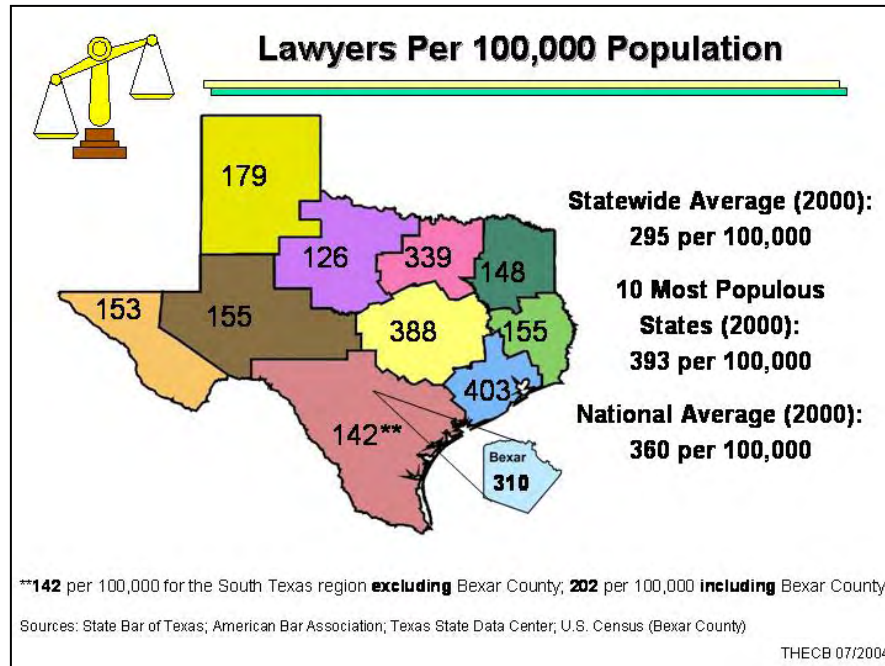 Lawyers Per 100,000 Population
179
Statewide Average (2000):
295 per 100,000
126
339
148
10 Most Populous
States (2000):
393 per 100,000
153
155
388
155
403
National Average (2000):
360 per 100,000
142**
Bexar
310
**142 per 100,000 for the South Texas region excluding Bexar County; 202 per 100,000 including Bexar County
Sources: State Bar of Texas; American Bar Association; Texas State Data Center; U.S. Census (Bexar County)
THECB 07/2004